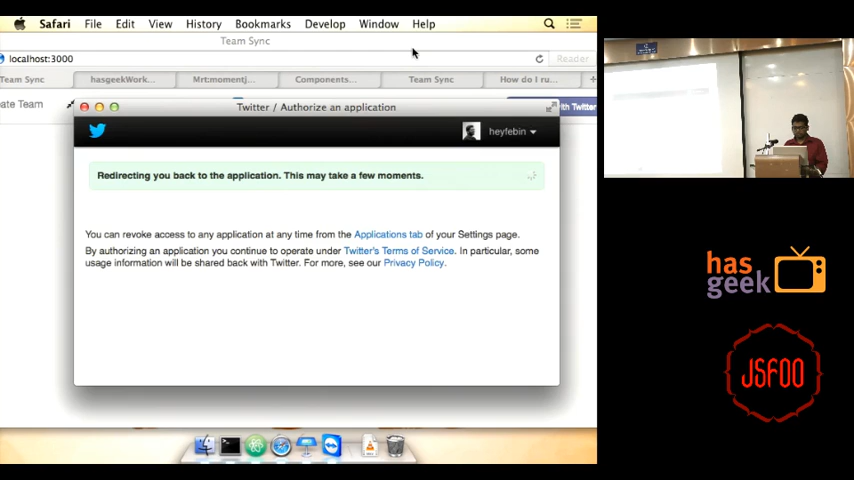 Safari File Edit View History Bookmarks Develop Window Help
Team Sync
localhost:3000
Reader
Team Sync hasgeekWork... Mrt:momentj... Components... Team Sync How do I ru...
ate Team
ith Twitter
Twitter / Authorize an application
heyfebin
Redirecting you back to the application. This may take a few moments.
You can revoke access to any application at any time from the Applications tab of your Settings page.
By authorizing an application you continue to operate under Twitter's Terms of Service. In particular, some
usage information will be shared back with Twitter. For more, see our Privacy Policy.
has
geek
JSFOO